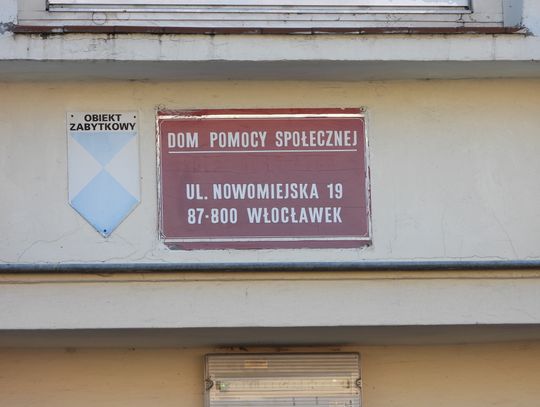 OBIEKT
ZABYTKOWY
DOM POMOCY SPOŁECZNEJ
UL. NOWOMIEJSKA 19
87-800 WŁOCŁAWEK